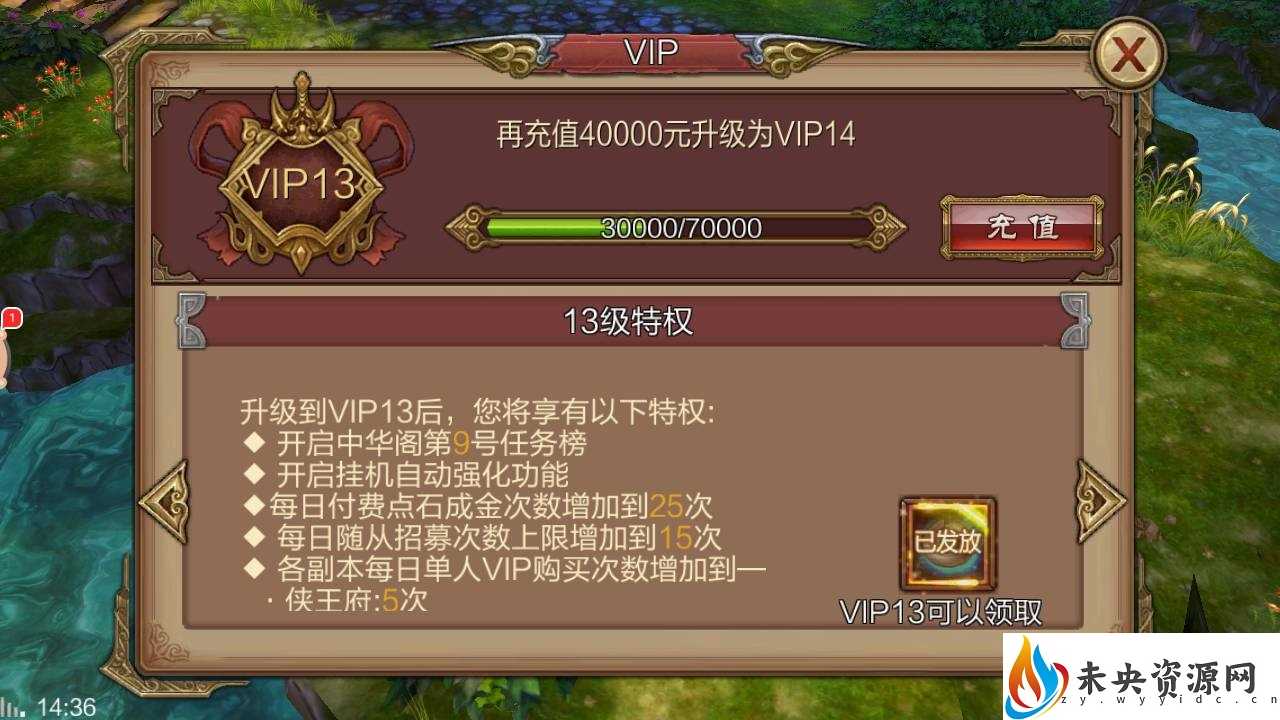 VIP
X
VIP13
再充值40000元升级为VIP14
30000/70000
充值
13级特权
升级到VIP13后，您将享有以下特权:
◆ 开启中华阁第9号任务榜
◆ 开启挂机自动强化功能
◆每日付费点石成金次数增加到25次
◆ 每日随从招募次数上限增加到15次
◆ 各副本每日单人VIP购买次数增加到—
· 侠王府:5次
已发放
VIP13可以领取
1
14:36
未央资源网
zy.wyyidc.cn